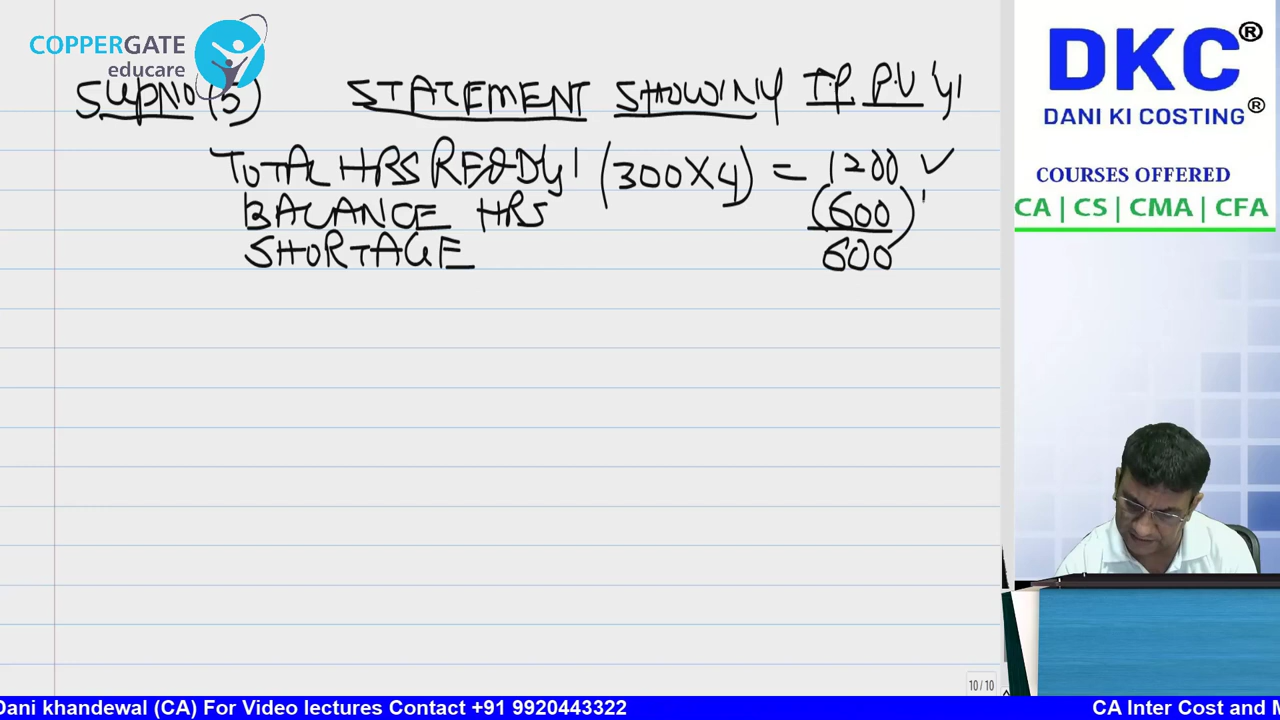 COPPERGATE
educare
(5) STATEMENT SHOWING T.P. P.U
TOTAL HRS REQD (300X4) = 1200
BALANCE HRS (600)
SHORTAGE 600
10/10
DKC®
DANI KI COSTING®
COURSES OFFERED
CA | CS | CMA | CFA
Dani khandewal (CA) For Video lectures Contact +91 9920443322
CA Inter Cost and M